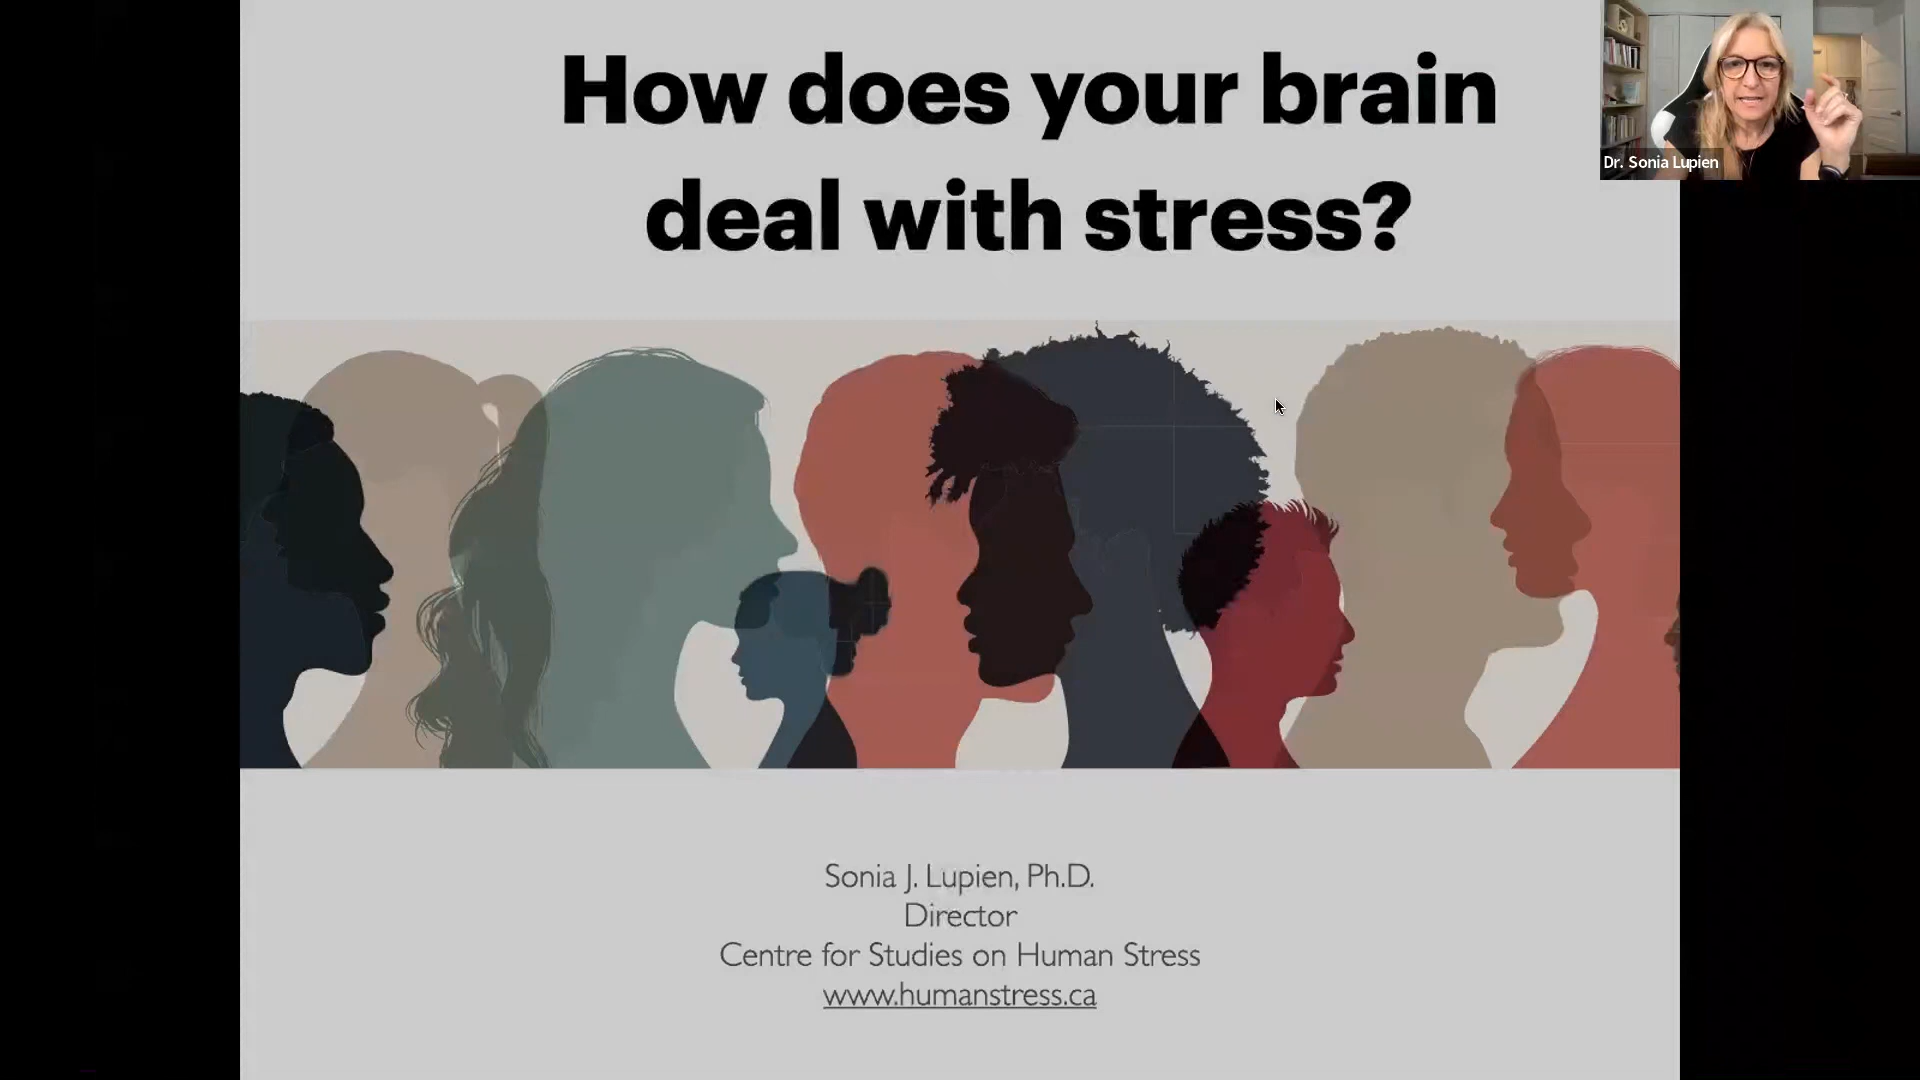 How does your brain
deal with stress?
Dr. Sonia Lupien
Sonia J. Lupien, Ph.D.
Director
Centre for Studies on Human Stress
www.humanstress.ca